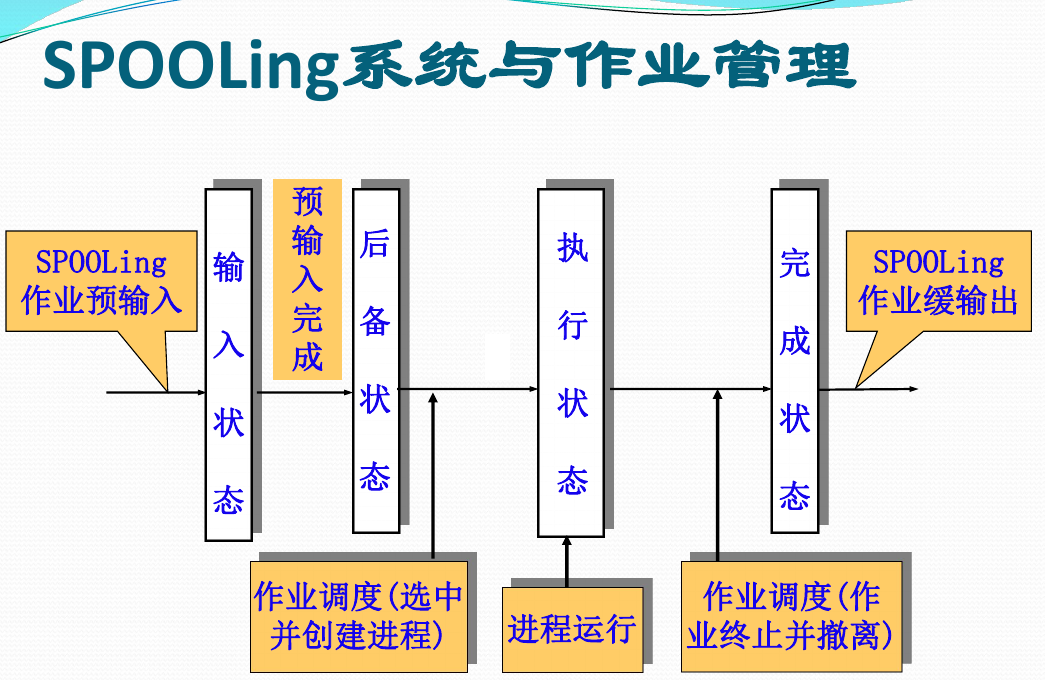 SPOOLing系统与作业管理
SPOOLing
作业预输入
输入状态
预输入完成
后备状态
执行状态
完成状态
SPOOLing
作业缓输出
作业调度(选中
并创建进程)
进程运行
作业调度(作
业终止并撤离)